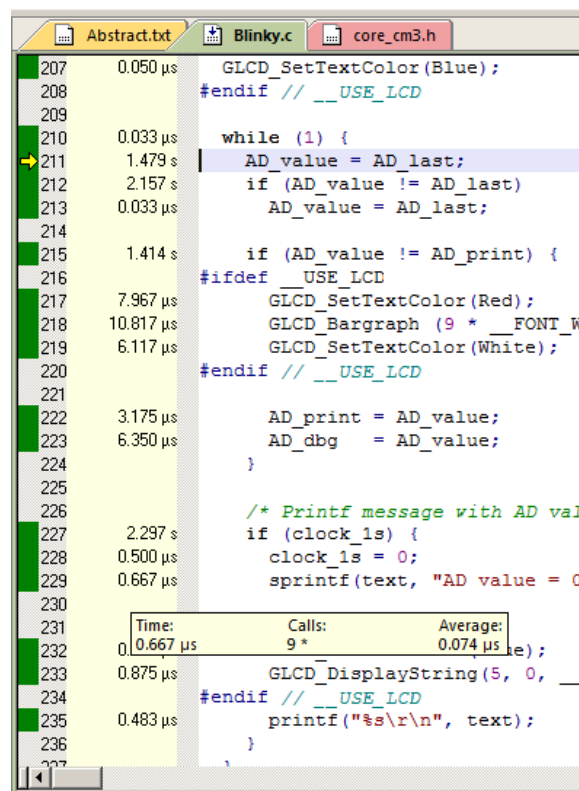 Abstract.txt Blinky.c core_cm3.h
207 0.050 µs GLCD_SetTextColor(Blue);
208 #endif // __USE_LCD
209
210 0.033 µs while (1) {
211 1.479 s AD_value = AD_last;
212 2.157 s if (AD_value != AD_last)
213 0.033 µs AD_value = AD_last;
214
215 1.414 s if (AD_value != AD_print) {
216 #ifdef __USE_LCD
217 7.967 µs GLCD_SetTextColor(Red);
218 10.817 µs GLCD_Bargraph (9 * __FONT_W
219 6.117 µs GLCD_SetTextColor(White);
220 #endif // __USE_LCD
221
222 3.175 µs AD_print = AD_value;
223 6.350 µs AD_dbg = AD_value;
224 }
225
226 /* Printf message with AD val
227 2.297 s if (clock_1s) {
228 0.500 µs clock_1s = 0;
229 0.667 µs sprintf(text, "AD value = 0
230
231 Time: Calls: Average:
0.667 µs 9 * 0.074 µs
232 0. ue);
233 0.875 µs GLCD_DisplayString(5, 0, __
234 #endif // __USE_LCD
235 0.483 µs printf("%s\r\n", text);
236 }